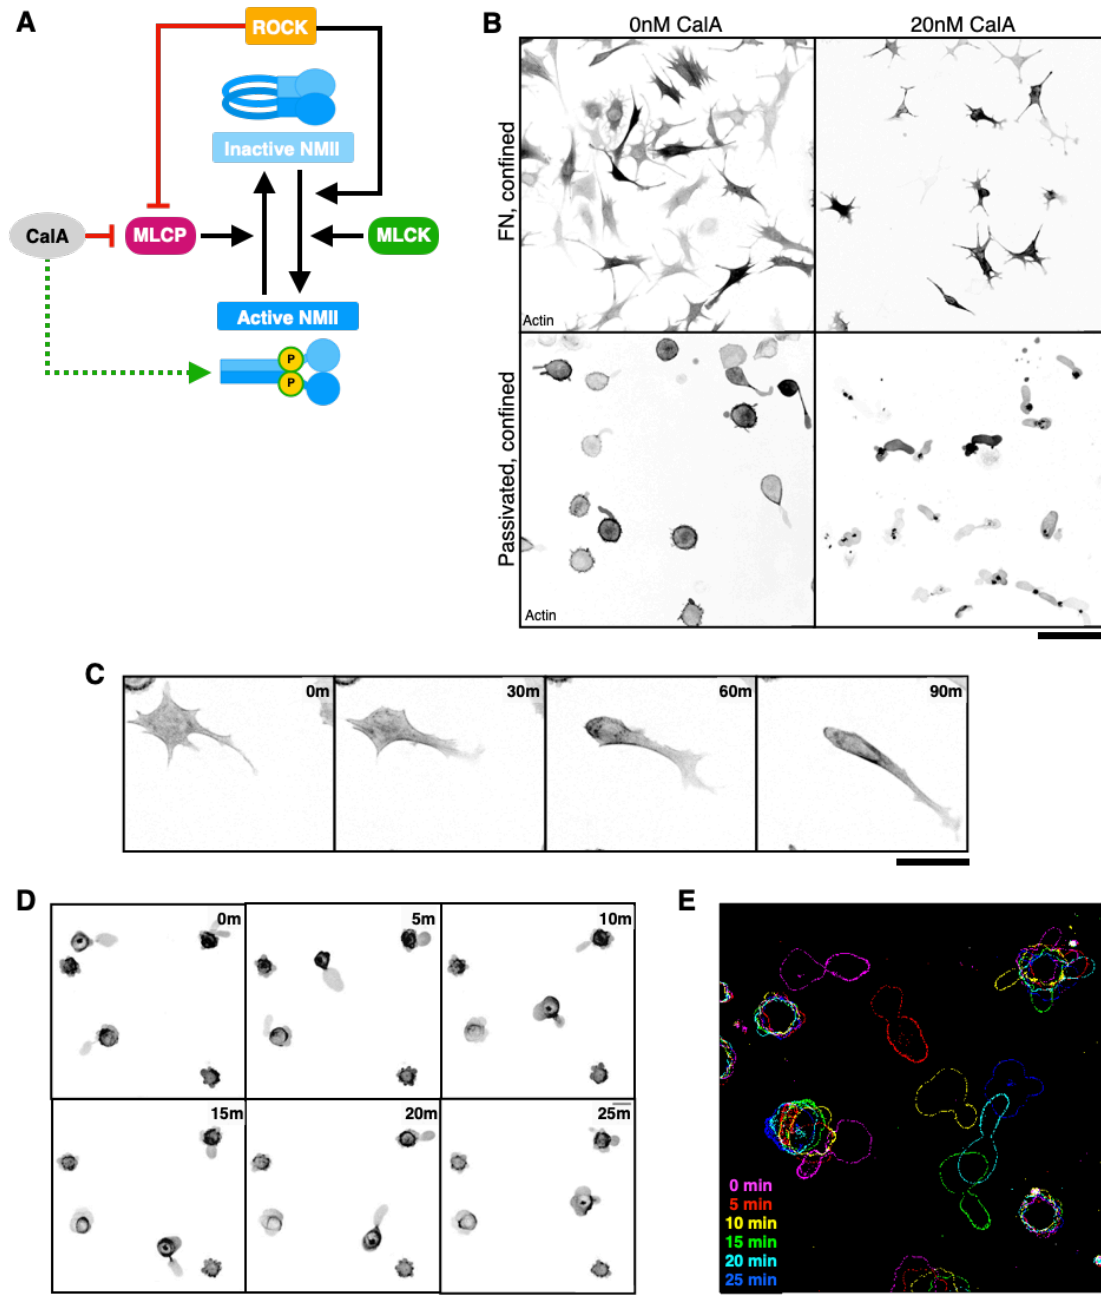 A
ROCK
Inactive NMII
CalA
MLCP
MLCK
Active NMII
P
P
B
0nM CalA
20nM CalA
FN, confined
Actin
Passivated, confined
Actin
C
0m
30m
60m
90m
D
0m
5m
10m
15m
20m
25m
E
0 min
5 min
10 min
15 min
20 min
25 min